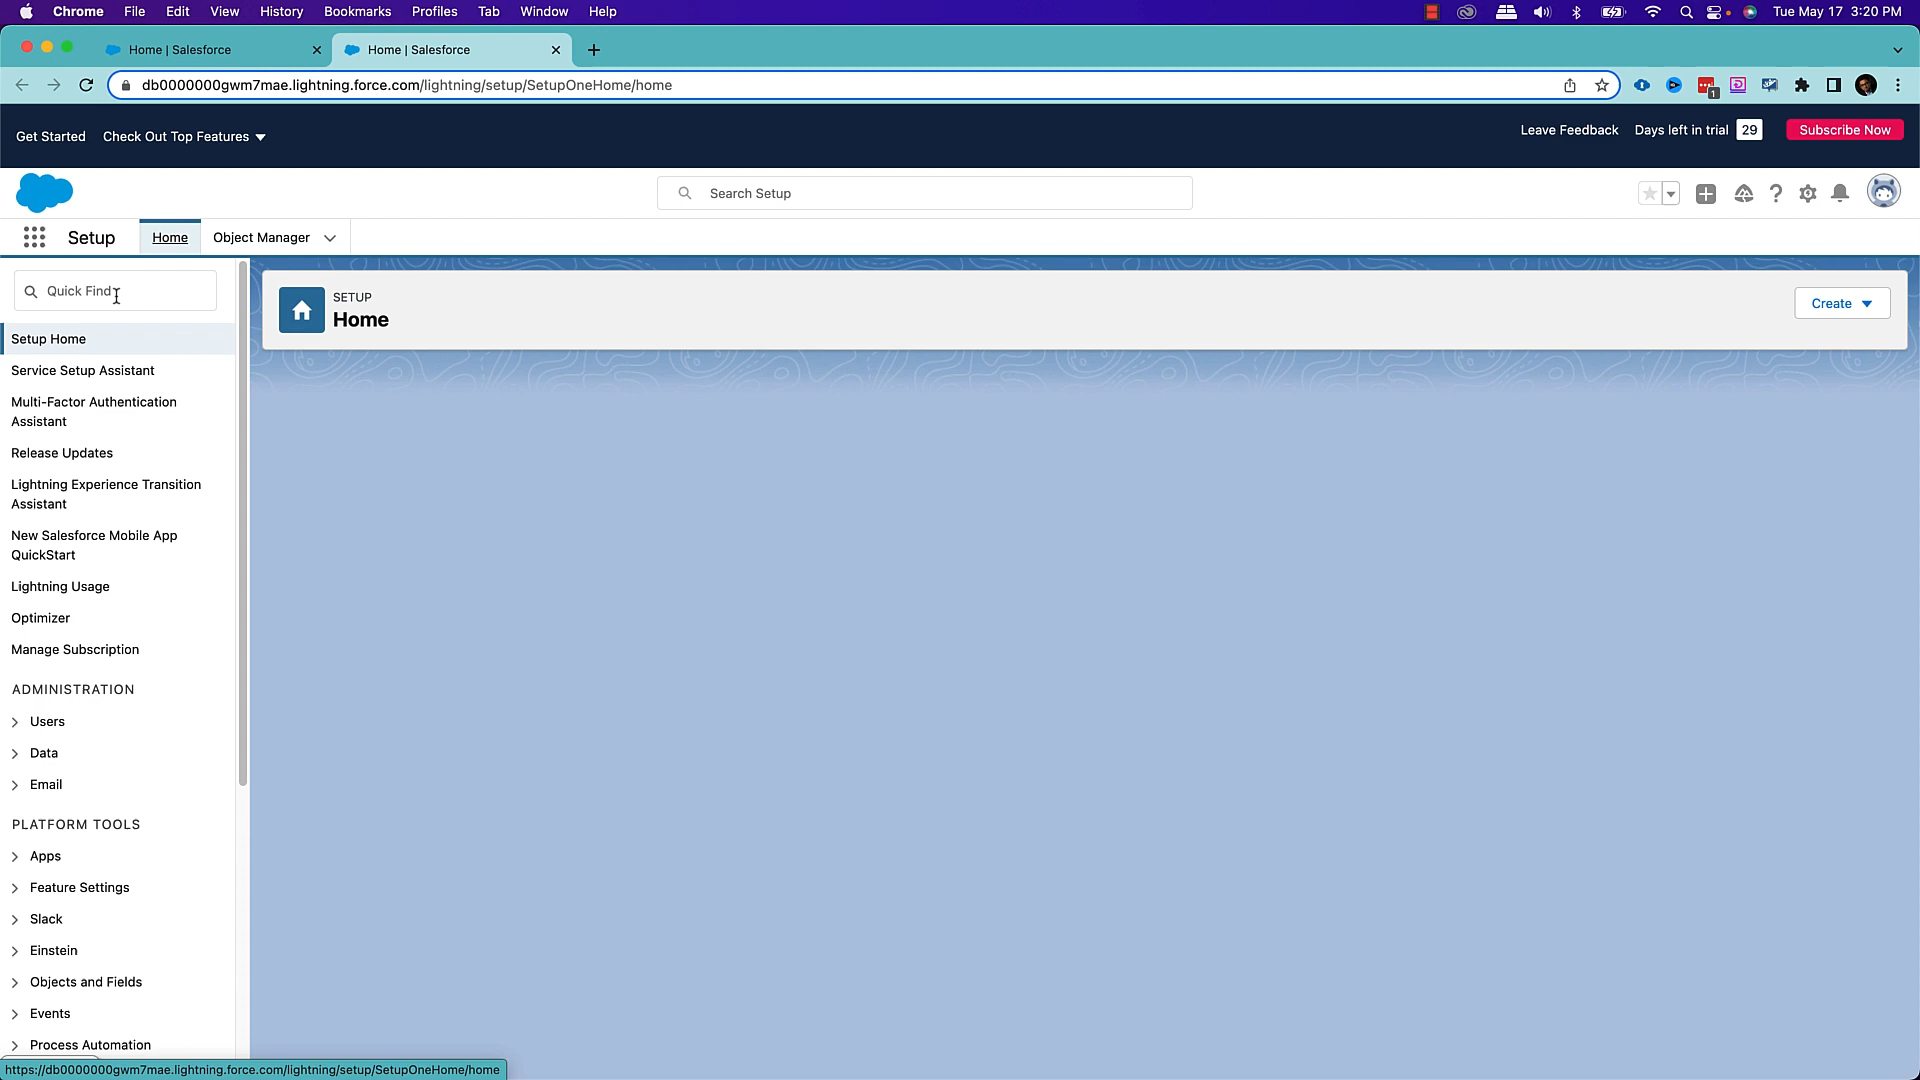 Chrome File Edit View History Bookmarks Profiles Tab Window Help Tue May 17 3:20 PM
Home | Salesforce Home | Salesforce
db0000000gwm7mae.lightning.force.com/lightning/setup/SetupOneHome/home 1
Get Started Check Out Top Features Leave Feedback Days left in trial 29 Subscribe Now
Search Setup
Setup Home Object Manager
Quick Find
SETUP
Home
Create
Setup Home
Service Setup Assistant
Multi-Factor Authentication
Assistant
Release Updates
Lightning Experience Transition
Assistant
New Salesforce Mobile App
QuickStart
Lightning Usage
Optimizer
Manage Subscription
ADMINISTRATION
Users
Data
Email
PLATFORM TOOLS
Apps
Feature Settings
Slack
Einstein
Objects and Fields
Events
Process Automation
https://db0000000gwm7mae.lightning.force.com/lightning/setup/SetupOneHome/home